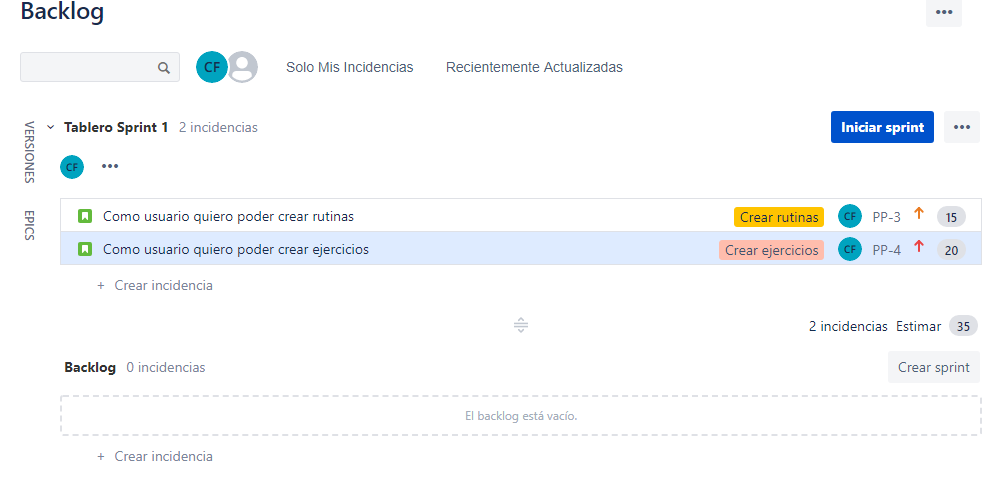 Backlog
CF
Solo Mis Incidencias
Recientemente Actualizadas
VERSIONES
EPICS
Tablero Sprint 1 2 incidencias
Iniciar sprint
CF
Como usuario quiero poder crear rutinas Crear rutinas CF PP-3 15
Como usuario quiero poder crear ejercicios Crear ejercicios CF PP-4 20
+ Crear incidencia
2 incidencias Estimar 35
Backlog 0 incidencias Crear sprint
El backlog está vacío.
+ Crear incidencia